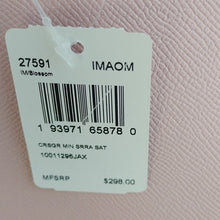 27591 IMAOM
IM/Blossom
1 93971 65878 0
CRSGR MIN SRRA SAT
10011296JAX
MFSRP $298.00